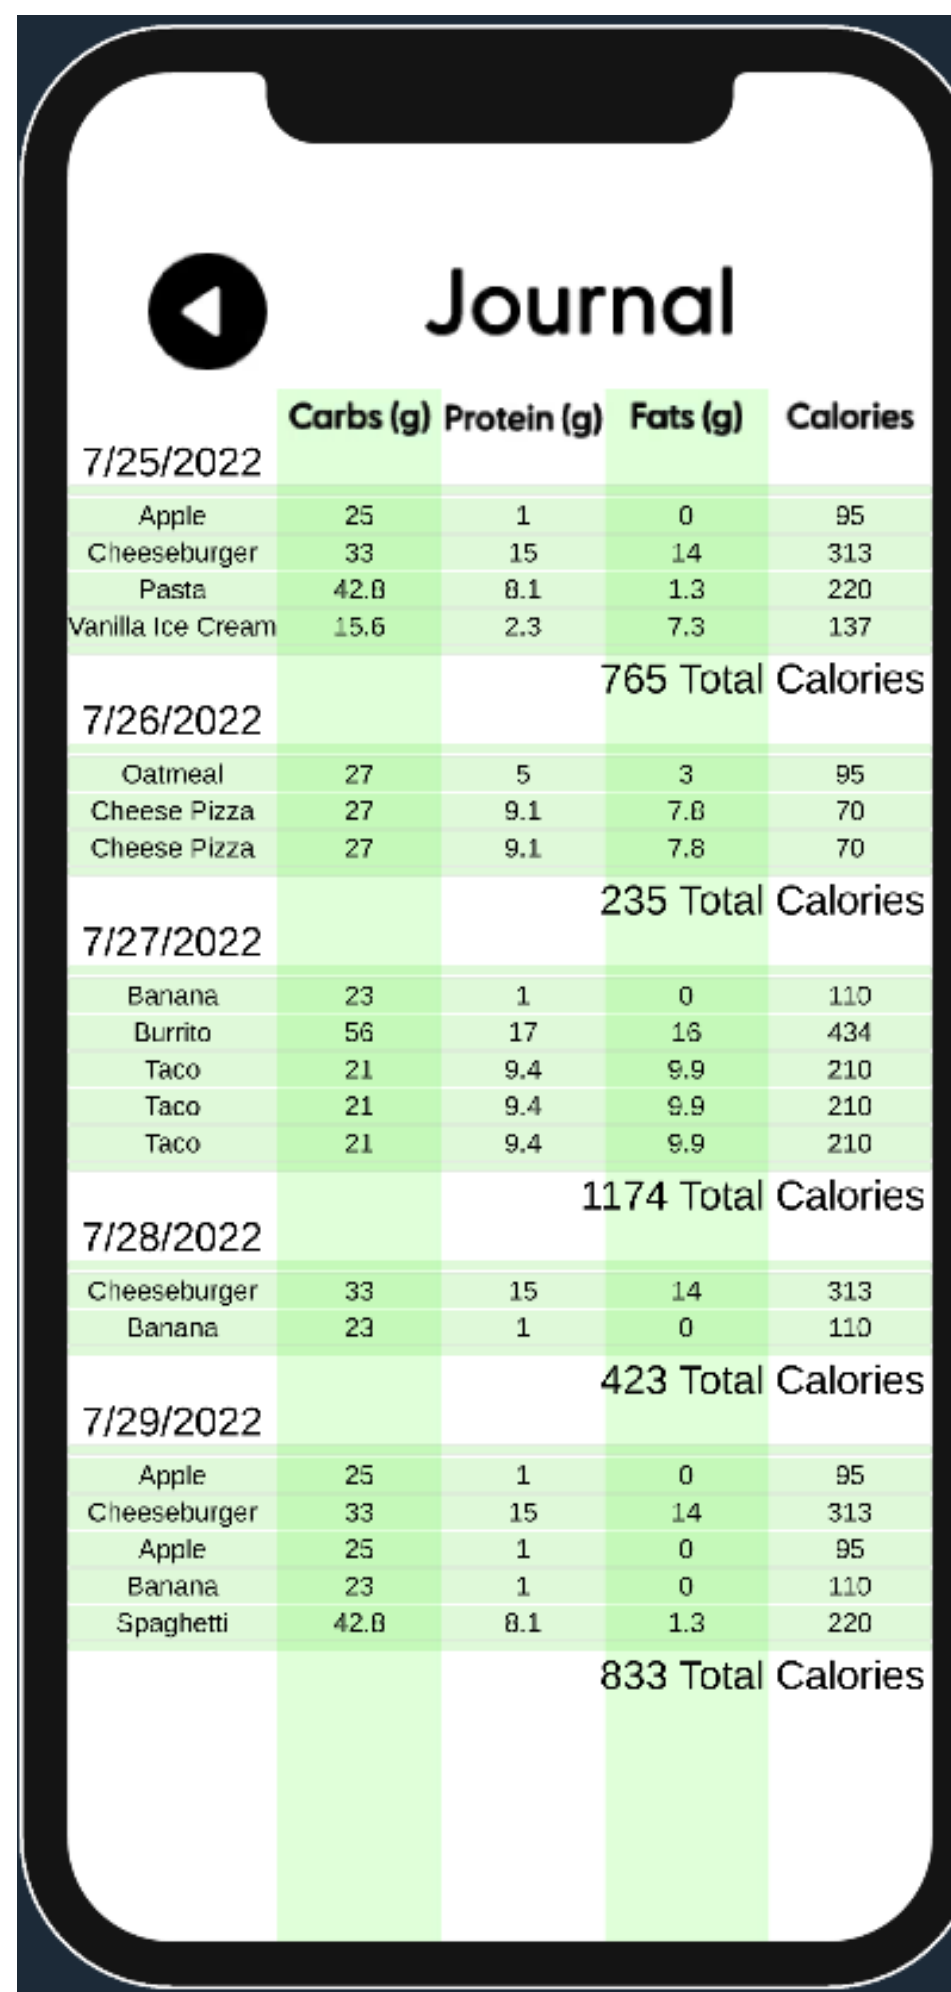 Journal
Carbs (g) Protein (g) Fats (g) Calories
7/25/2022
Apple 25 1 0 95
Cheeseburger 33 15 14 313
Pasta 42.8 8.1 1.3 220
Vanilla Ice Cream 15.6 2.3 7.3 137
765 Total Calories
7/26/2022
Oatmeal 27 5 3 95
Cheese Pizza 27 9.1 7.8 70
Cheese Pizza 27 9.1 7.8 70
235 Total Calories
7/27/2022
Banana 23 1 0 110
Burrito 56 17 16 434
Taco 21 9.4 9.9 210
Taco 21 9.4 9.9 210
Taco 21 9.4 9.9 210
1174 Total Calories
7/28/2022
Cheeseburger 33 15 14 313
Banana 23 1 0 110
423 Total Calories
7/29/2022
Apple 25 1 0 95
Cheeseburger 33 15 14 313
Apple 25 1 0 95
Banana 23 1 0 110
Spaghetti 42.8 8.1 1.3 220
833 Total Calories